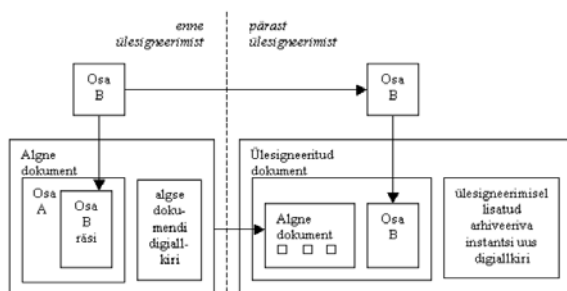 enne
ülesigneerimist
pärast
ülesigneerimist
Osa
B
Osa
B
Algne
dokument
Osa
A
Osa
B
räsi
algse
doku-
mendi
digiall-
kiri
Ülesigneeritud
dokument
Algne
dokument
Osa
B
ülesigneerimisel
lisatud
arhiveeriva
instantsi uus
digiallkiri